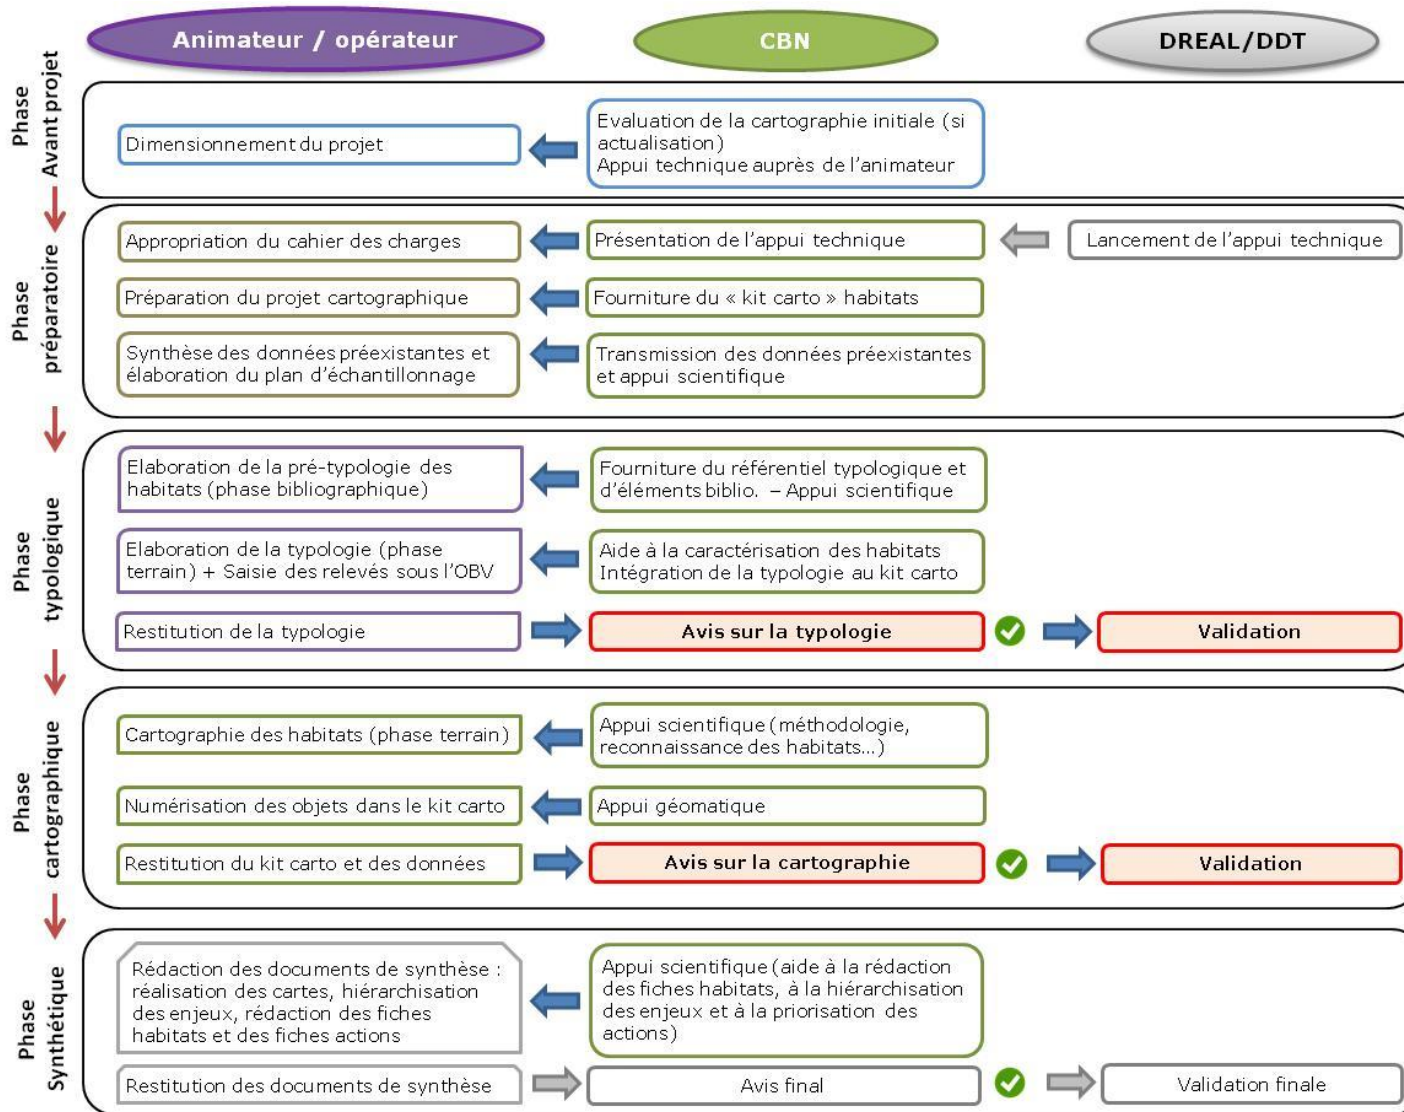 Animateur / opérateur
CBN
DREAL/DDT
Phase
Avant projet
Dimensionnement du projet
Evaluation de la cartographie initiale (si
actualisation)
Appui technique auprès de l'animateur
Phase
préparatoire
Appropriation du cahier des charges
Présentation de l'appui technique
Lancement de l'appui technique
Préparation du projet cartographique
Fourniture du « kit carto » habitats
Synthèse des données préexistantes et
élaboration du plan d'échantillonnage
Transmission des données préexistantes
et appui scientifique
Phase
typologique
Elaboration de la pré-typologie des
habitats (phase bibliographique)
Fourniture du référentiel typologique et
d'éléments biblio. – Appui scientifique
Elaboration de la typologie (phase
terrain) + Saisie des relevés sous l'OBV
Aide à la caractérisation des habitats
Intégration de la typologie au kit carto
Restitution de la typologie
Avis sur la typologie
Validation
Phase
cartographique
Cartographie des habitats (phase terrain)
Appui scientifique (méthodologie,
reconnaissance des habitats...)
Numérisation des objets dans le kit carto
Appui géomatique
Restitution du kit carto et des données
Avis sur la cartographie
Validation
Phase
Synthétique
Rédaction des documents de synthèse :
réalisation des cartes, hiérarchisation
des enjeux, rédaction des fiches
habitats et des fiches actions
Appui scientifique (aide à la rédaction
des fiches habitats, à la hiérarchisation
des enjeux et à la priorisation des
actions)
Restitution des documents de synthèse
Avis final
Validation finale